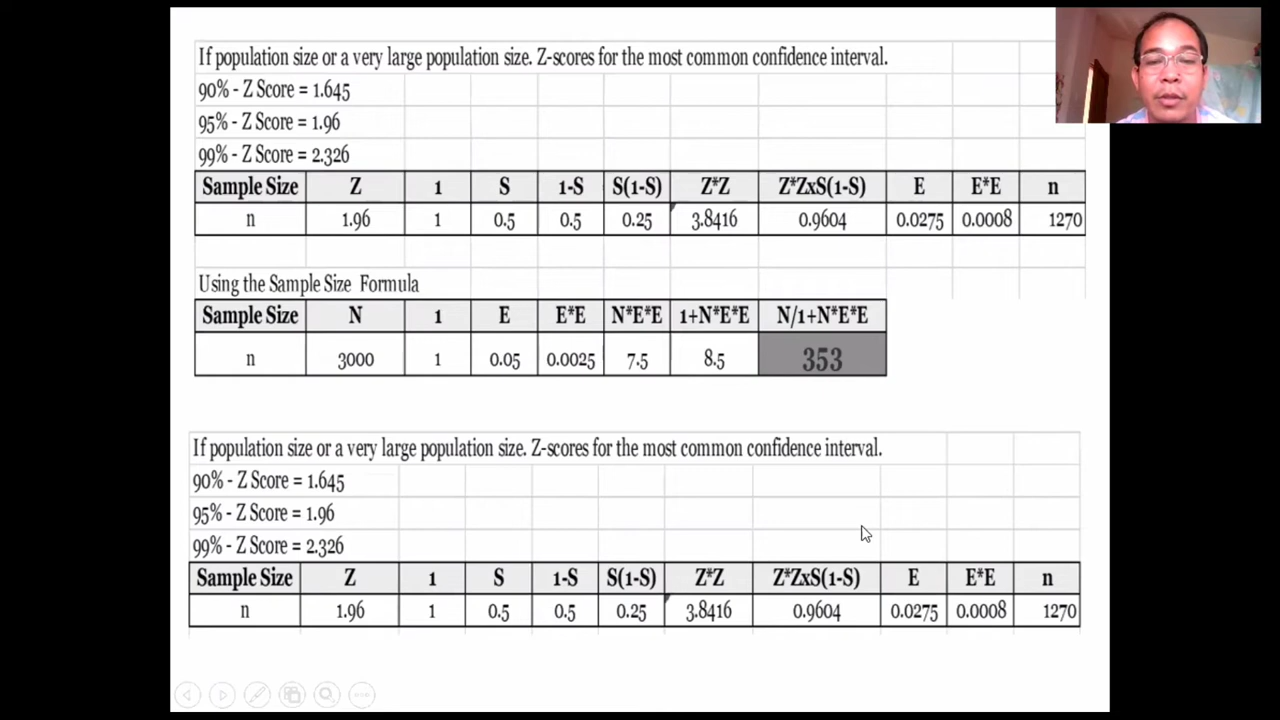 If population size or a very large population size. Z-scores for the most common confidence interval.
90% - Z Score = 1.645
95% - Z Score = 1.96
99% - Z Score = 2.326
Sample Size Z 1 S 1-S S(1-S) Z*Z Z*ZxS(1-S) E E*E n
n 1.96 1 0.5 0.5 0.25 3.8416 0.9604 0.0275 0.0008 1270
Using the Sample Size Formula
Sample Size N 1 E E*E N*E*E 1+N*E*E N/1+N*E*E
n 3000 1 0.05 0.0025 7.5 8.5 353
If population size or a very large population size. Z-scores for the most common confidence interval.
90% - Z Score = 1.645
95% - Z Score = 1.96
99% - Z Score = 2.326
Sample Size Z 1 S 1-S S(1-S) Z*Z Z*ZxS(1-S) E E*E n
n 1.96 1 0.5 0.5 0.25 3.8416 0.9604 0.0275 0.0008 1270